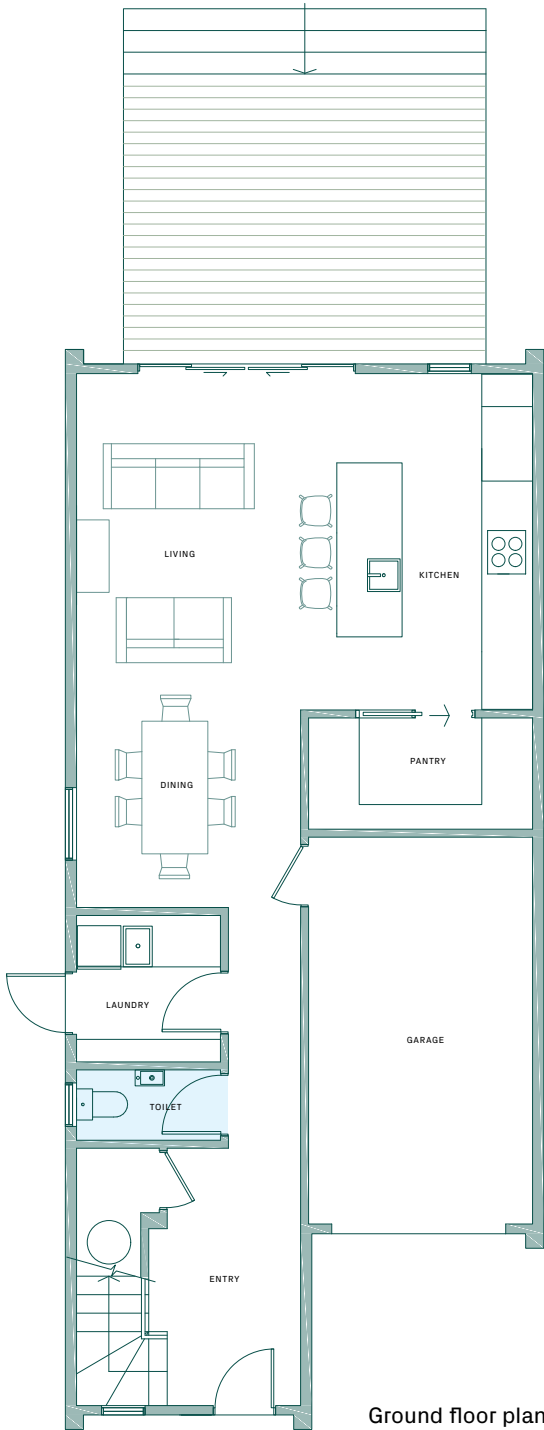 LIVING
KITCHEN
PANTRY
DINING
LAUNDRY
GARAGE
TOILET
ENTRY
Ground floor plan